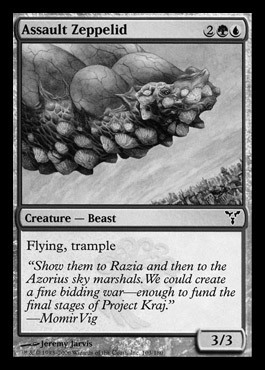 Assault Zeppelid 2
Creature — Beast
Flying, trample
"Show them to Razia and then to the
Azorius sky marshals. We could create
a fine bidding war—enough to fund the
final stages of Project Kraj."
—Momir Vig
Jeremy Jarvis
3/3